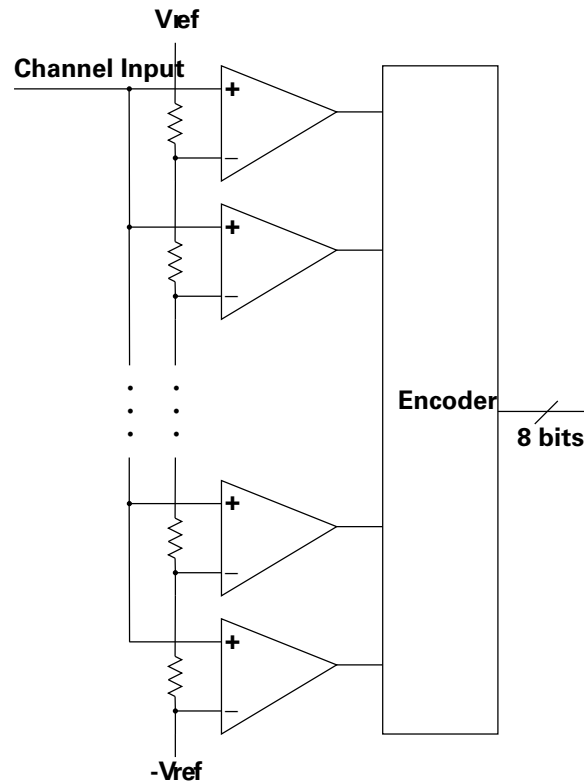 Vref
Channel Input
+
–
+
–
Encoder
8 bits
+
–
+
–
-Vref